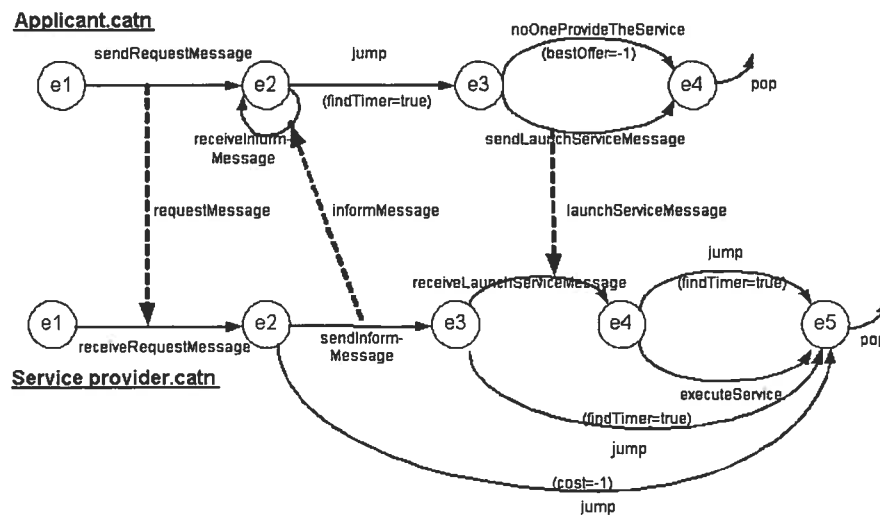 Applicant.catn
sendRequestMessage
jump
noOneProvideTheService
(bestOffer=-1)
e1
e2
e3
e4
pop
(findTimer=true)
receiveInform-
Message
sendLaunchServiceMessage
requestMessage
informMessage
launchServiceMessage
jump
receiveLaunchServiceMessage
(findTimer=true)
e1
e2
e3
e4
e5
receiveRequestMessage
sendInform-
Message
pop
Service provider.catn
executeService
(findTimer=true)
jump
(cost=-1)
jump